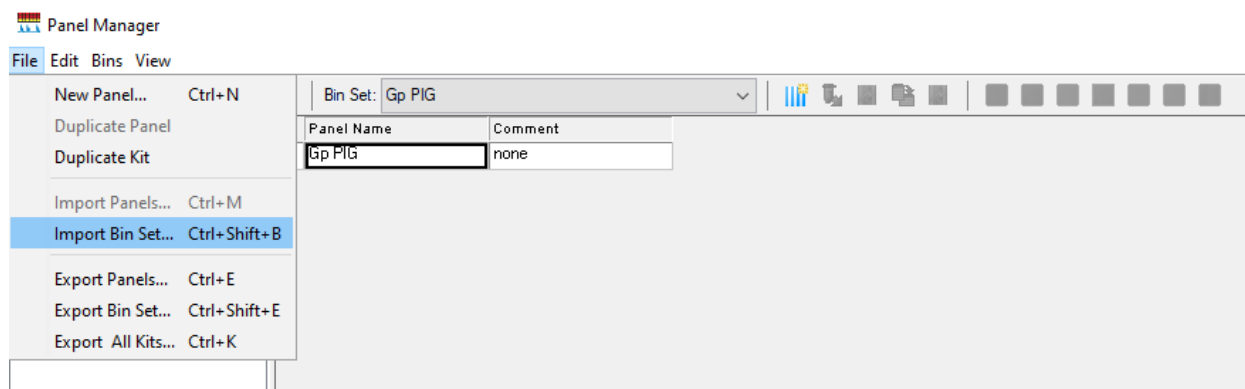 Panel Manager
File Edit Bins View
New Panel... Ctrl+N
Duplicate Panel
Duplicate Kit
Import Panels... Ctrl+M
Import Bin Set... Ctrl+Shift+B
Export Panels... Ctrl+E
Export Bin Set... Ctrl+Shift+E
Export All Kits... Ctrl+K
Bin Set: Gp PIG
Panel Name Comment
Gp PIG none